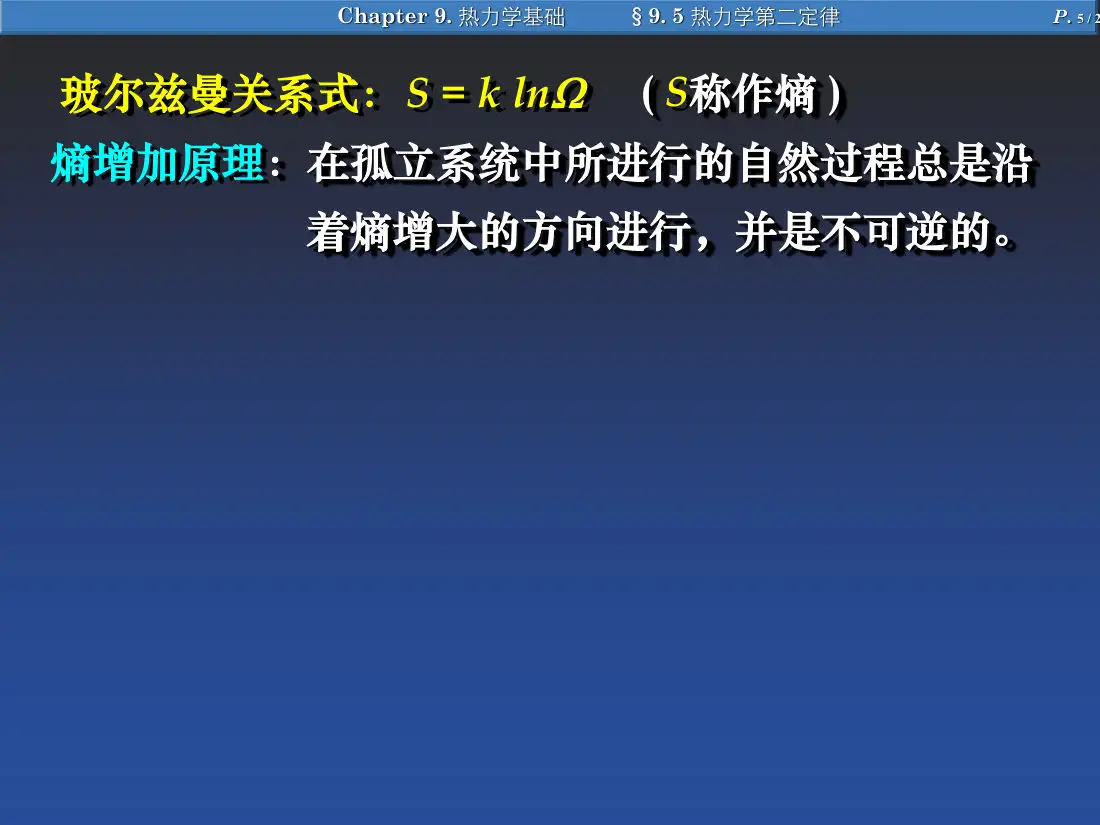 Chapter 9. 热力学基础 § 9. 5 热力学第二定律 P. 5 / 2
玻尔兹曼关系式： S = k lnΩ （ S称作熵 ）
熵增加原理：在孤立系统中所进行的自然过程总是沿
着熵增大的方向进行，并是不可逆的。